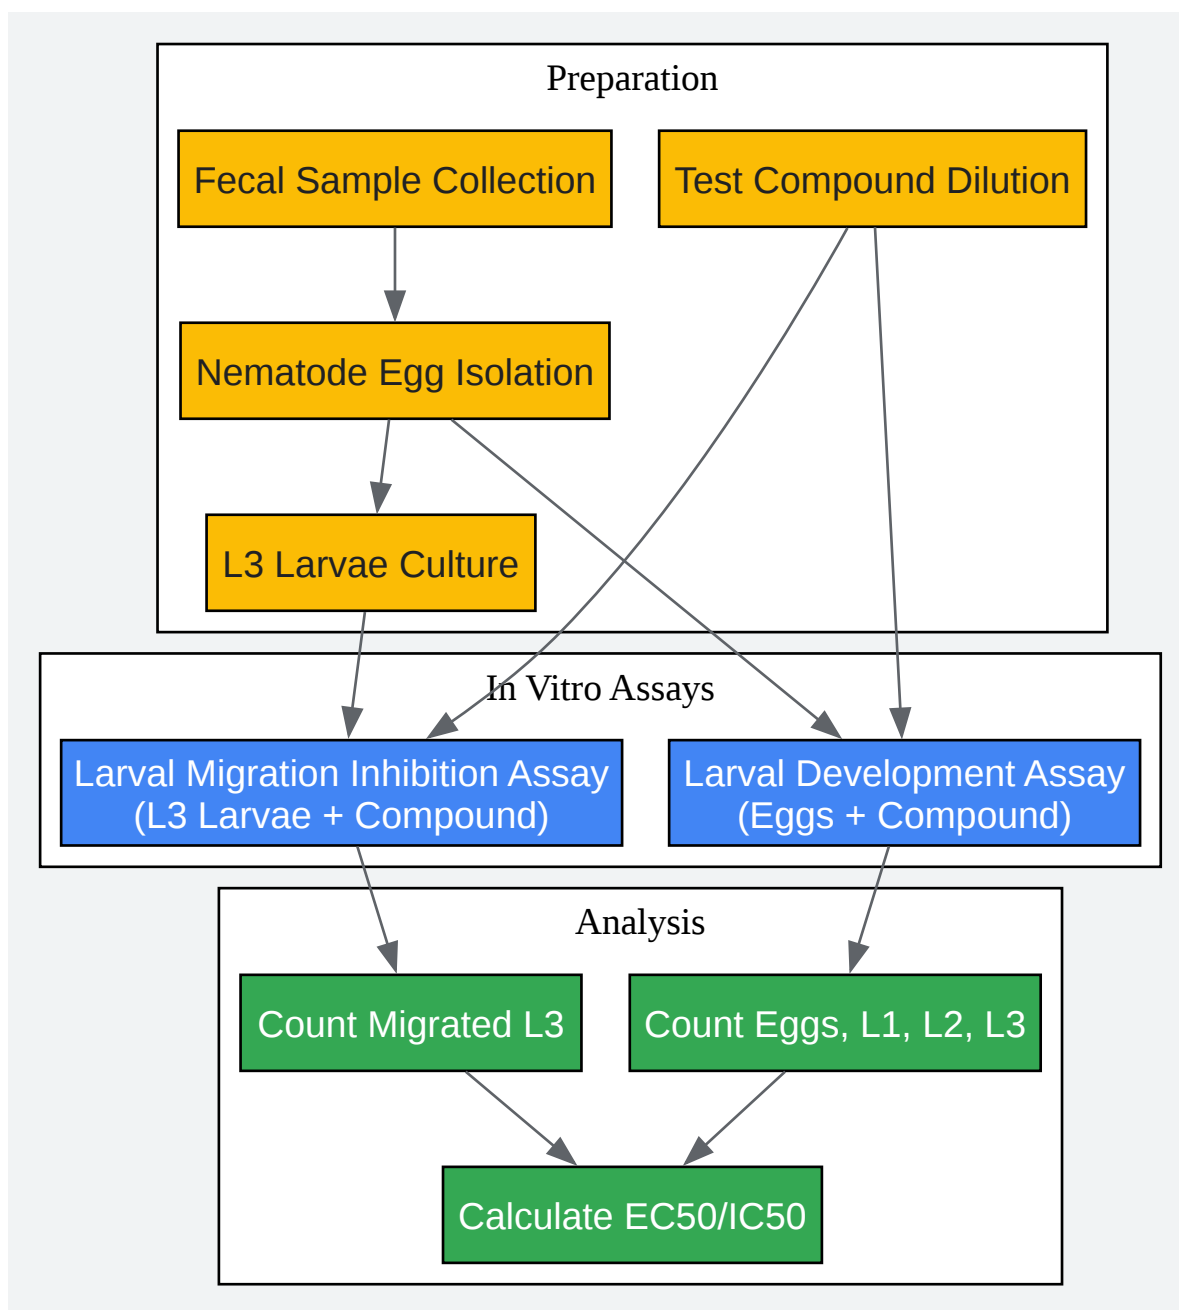 Preparation
Fecal Sample Collection
Test Compound Dilution
Nematode Egg Isolation
L3 Larvae Culture
In Vitro Assays
Larval Migration Inhibition Assay
(L3 Larvae + Compound)
Larval Development Assay
(Eggs + Compound)
Analysis
Count Migrated L3
Count Eggs, L1, L2, L3
Calculate EC50/IC50